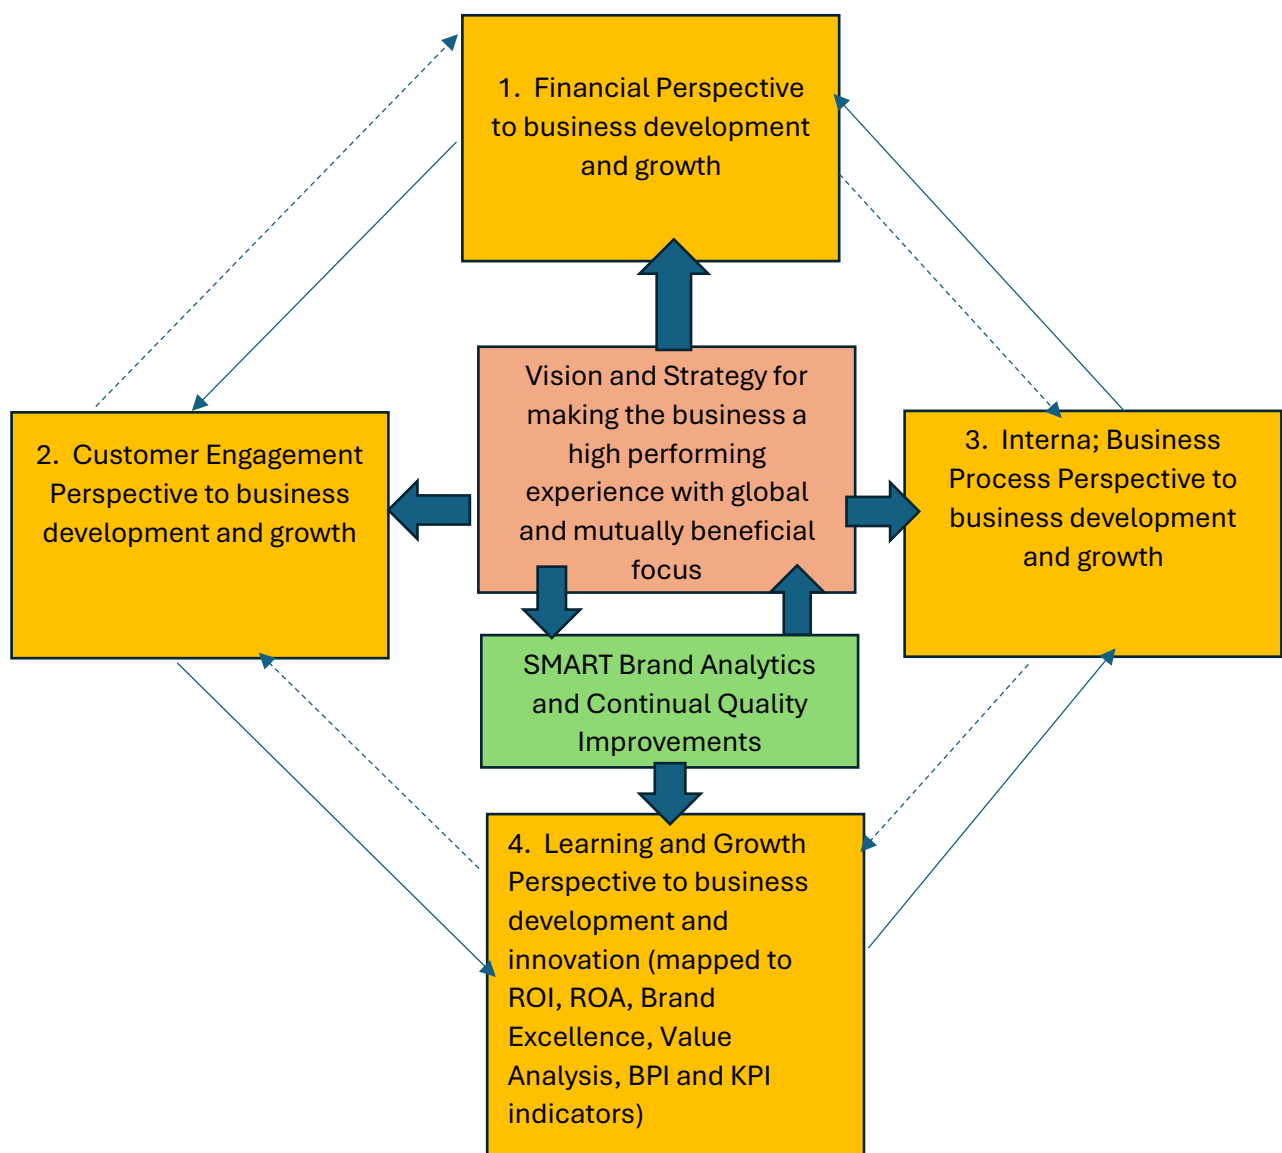 1. Financial Perspective
to business development
and growth
Vision and Strategy for
making the business a
high performing
experience with global
and mutually beneficial
focus
2. Customer Engagement
Perspective to business
development and growth
3. Interna; Business
Process Perspective to
business development
and growth
SMART Brand Analytics
and Continual Quality
Improvements
4. Learning and Growth
Perspective to business
development and
innovation (mapped to
ROI, ROA, Brand
Excellence, Value
Analysis, BPI and KPI
indicators)